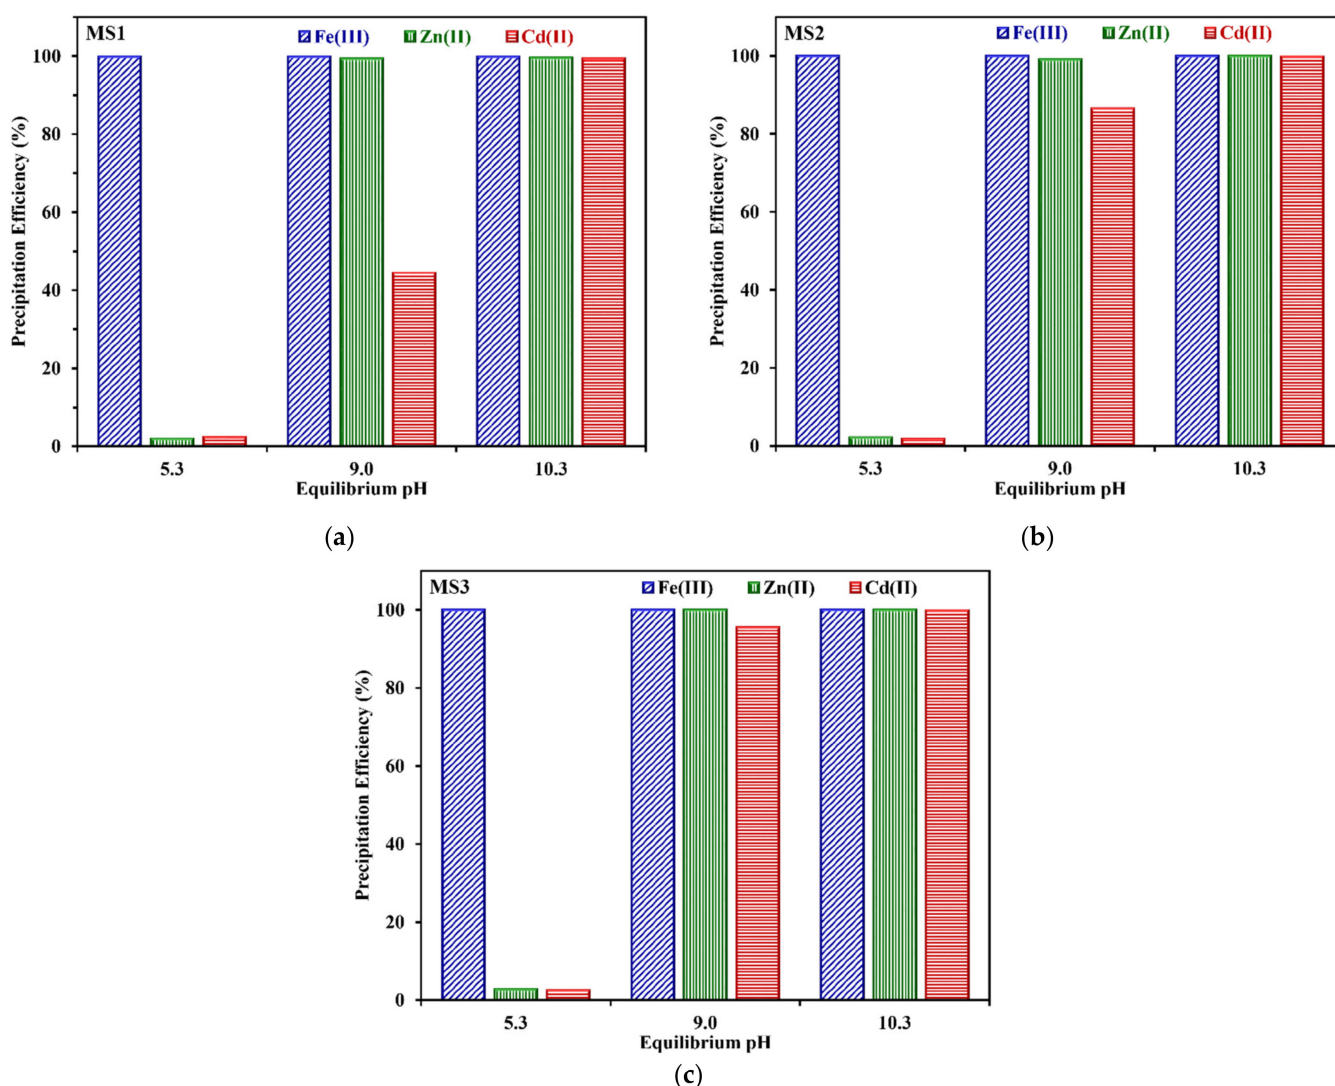 MS1
Fe(III) Zn(II) Cd(II)
Precipitation Efficiency (%)
100
80
60
40
20
0
5.3 9.0 10.3
Equilibrium pH
(a)
MS2
Fe(III) Zn(II) Cd(II)
Precipitation Efficiency (%)
100
80
60
40
20
0
5.3 9.0 10.3
Equilibrium pH
(b)
MS3
Fe(III) Zn(II) Cd(II)
Precipitation Efficiency (%)
100
80
60
40
20
0
5.3 9.0 10.3
Equilibrium pH
(c)